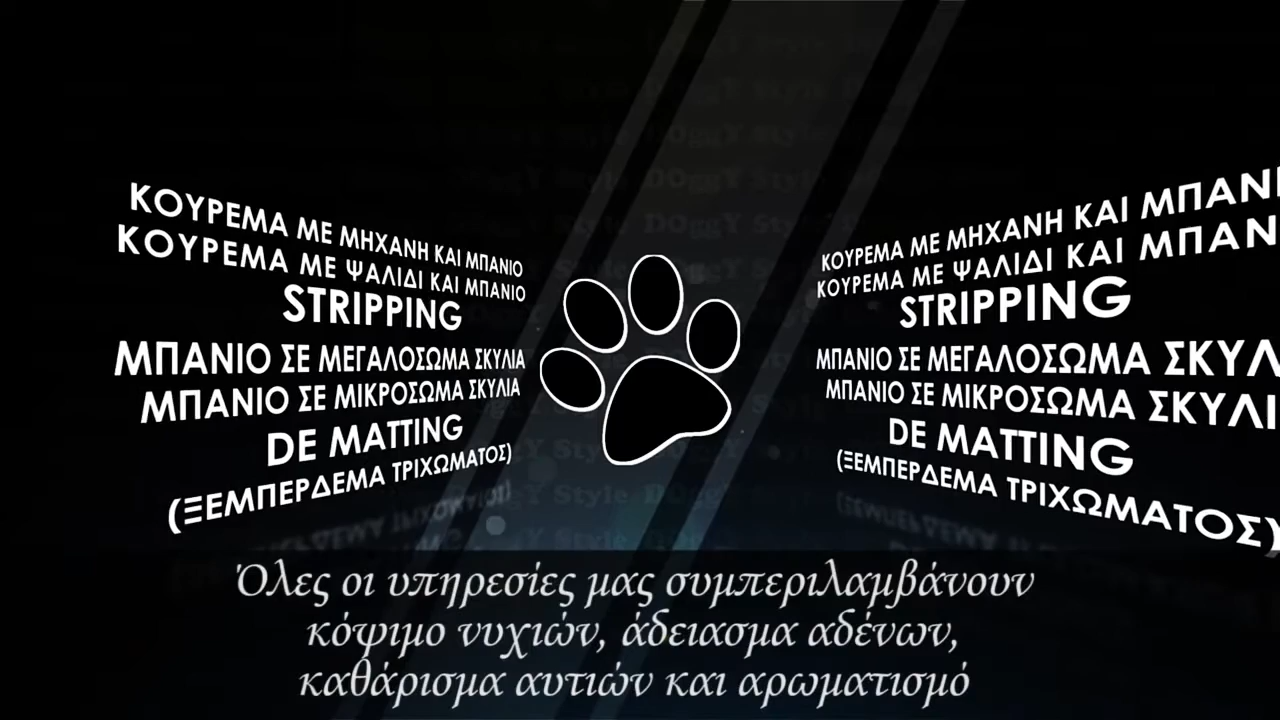 ΚΟΥΡΕΜΑ ΜΕ ΜΗΧΑΝΗ ΚΑΙ ΜΠΑΝΙΟ
ΚΟΥΡΕΜΑ ΜΕ ΨΑΛΙΔΙ ΚΑΙ ΜΠΑΝΙΟ
STRIPPING
ΜΠΑΝΙΟ ΣΕ ΜΕΓΑΛΟΣΩΜΑ ΣΚΥΛΙΑ
ΜΠΑΝΙΟ ΣΕ ΜΙΚΡΟΣΩΜΑ ΣΚΥΛΙΑ
DE MATTING
(ΞΕΜΠΕΡΔΕΜΑ ΤΡΙΧΩΜΑΤΟΣ)
ΚΟΥΡΕΜΑ ΜΕ ΜΗΧΑΝΗ ΚΑΙ ΜΠΑΝΙ
ΚΟΥΡΕΜΑ ΜΕ ΨΑΛΙΔΙ ΚΑΙ ΜΠΑΝ
STRIPPING
ΜΠΑΝΙΟ ΣΕ ΜΕΓΑΛΟΣΩΜΑ ΣΚΥΛ
ΜΠΑΝΙΟ ΣΕ ΜΙΚΡΟΣΩΜΑ ΣΚΥΛΙ
DE MATTING
(ΞΕΜΠΕΡΔΕΜΑ ΤΡΙΧΩΜΑΤΟΣ)
Όλες οι υπηρεσίες μας συμπεριλαμβάνουν
κόψιμο νυχιών, άδειασμα αδένων,
καθάρισμα αυτιών και αρωματισμό